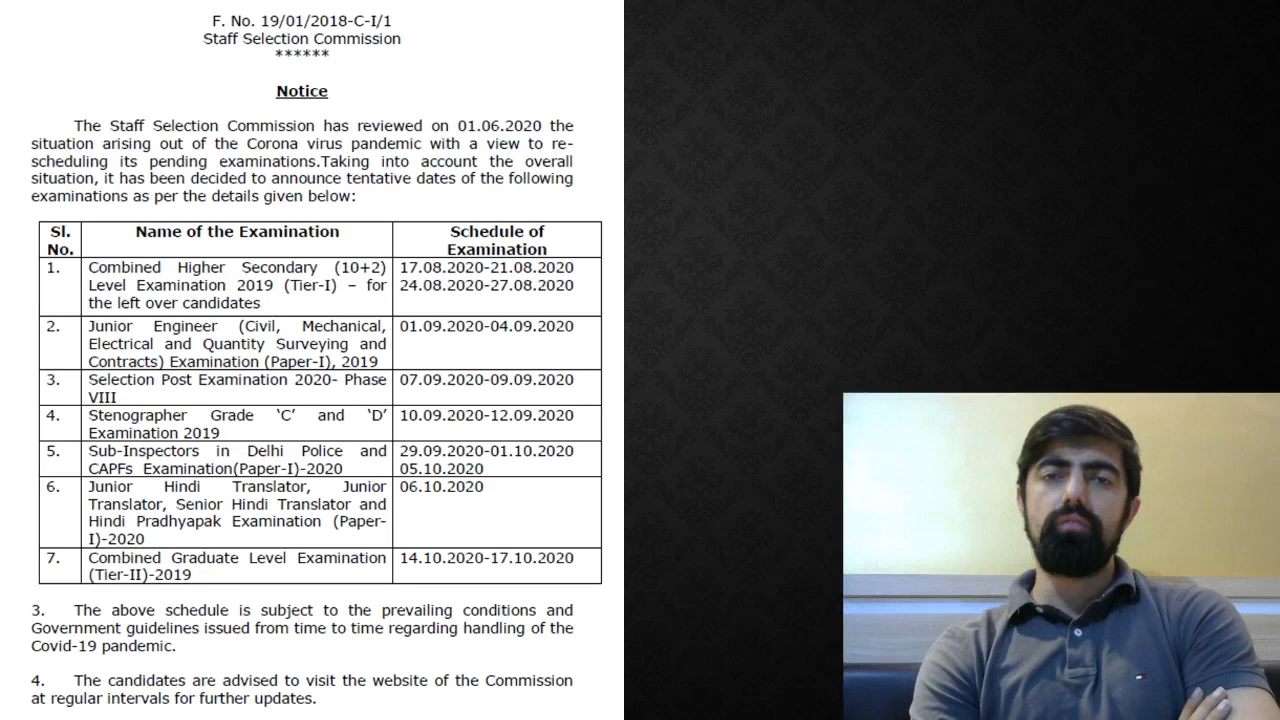 F. No. 19/01/2018-C-I/1
Staff Selection Commission
******
Notice
The Staff Selection Commission has reviewed on 01.06.2020 the
situation arising out of the Corona virus pandemic with a view to re-
scheduling its pending examinations.Taking into account the overall
situation, it has been decided to announce tentative dates of the following
examinations as per the details given below:
Sl. No. Name of the Examination Schedule of Examination
1. Combined Higher Secondary (10+2) 17.08.2020-21.08.2020
Level Examination 2019 (Tier-I) – for 24.08.2020-27.08.2020
the left over candidates
2. Junior Engineer (Civil, Mechanical, 01.09.2020-04.09.2020
Electrical and Quantity Surveying and
Contracts) Examination (Paper-I), 2019
3. Selection Post Examination 2020- Phase 07.09.2020-09.09.2020
VIII
4. Stenographer Grade ‘C’ and ‘D’ 10.09.2020-12.09.2020
Examination 2019
5. Sub-Inspectors in Delhi Police and 29.09.2020-01.10.2020
CAPFs Examination(Paper-I)-2020 05.10.2020
6. Junior Hindi Translator, Junior 06.10.2020
Translator, Senior Hindi Translator and
Hindi Pradhyapak Examination (Paper-
I)-2020
7. Combined Graduate Level Examination 14.10.2020-17.10.2020
(Tier-II)-2019
3. The above schedule is subject to the prevailing conditions and
Government guidelines issued from time to time regarding handling of the
Covid-19 pandemic.
4. The candidates are advised to visit the website of the Commission
at regular intervals for further updates.